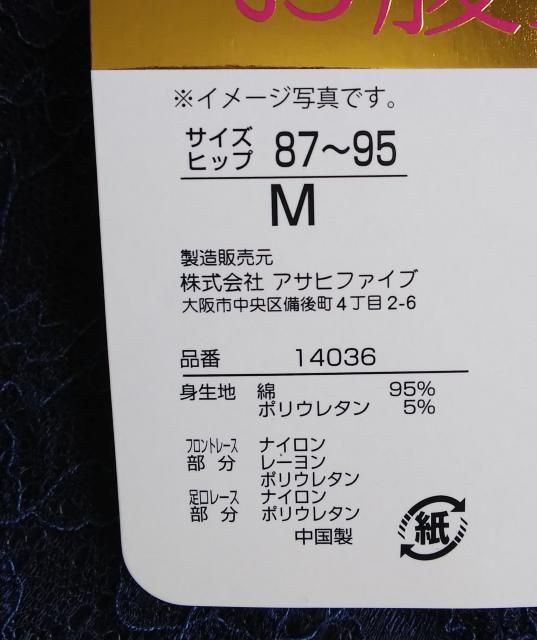 お腹
※イメージ写真です。
サイズ
ヒップ 87〜95
M
製造販売元
株式会社 アサヒファイブ
大阪市中央区備後町4丁目2-6
品番 14036
身生地 綿 95%
ポリウレタン 5%
フロントレース ナイロン
部分 レーヨン
ポリウレタン
足口レース ナイロン
部分 ポリウレタン
中国製
紙